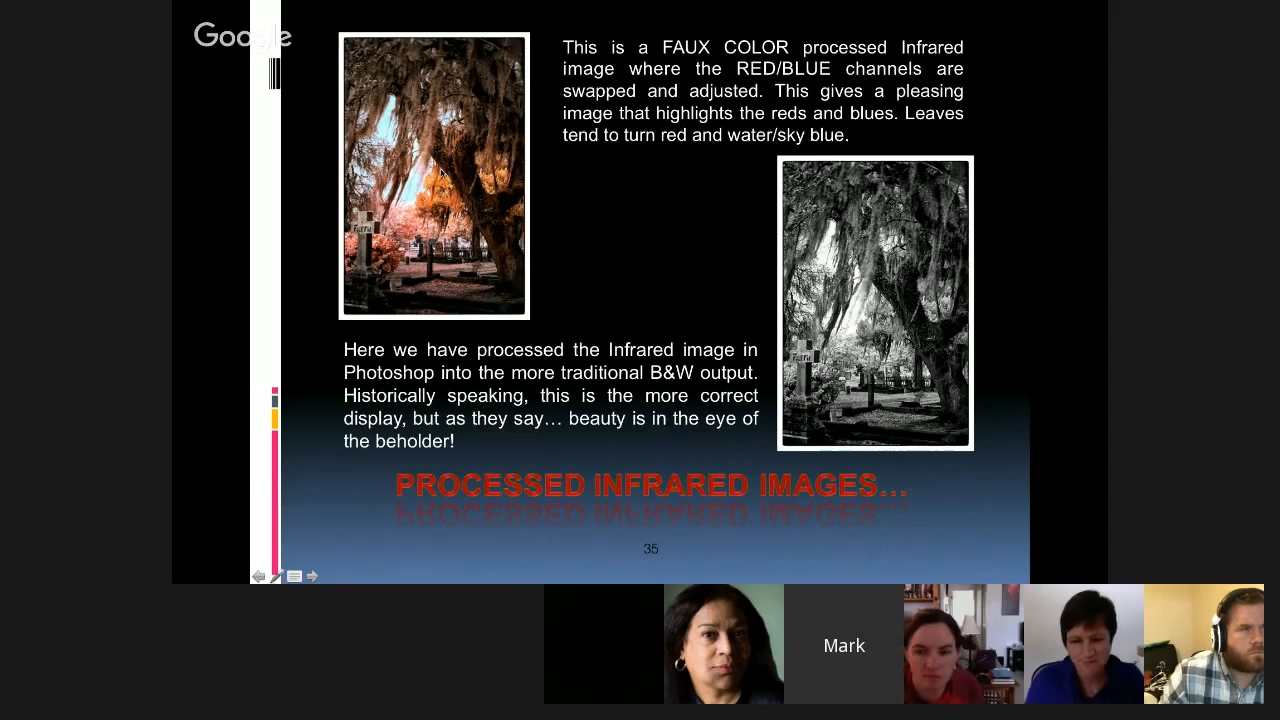 Google
This is a FAUX COLOR processed Infrared
image where the RED/BLUE channels are
swapped and adjusted. This gives a pleasing
image that highlights the reds and blues. Leaves
tend to turn red and water/sky blue.
FAITH
FAITH
Here we have processed the Infrared image in
Photoshop into the more traditional B&W output.
Historically speaking, this is the more correct
display, but as they say… beauty is in the eye of
the beholder!
PROCESSED INFRARED IMAGES…
35
Mark